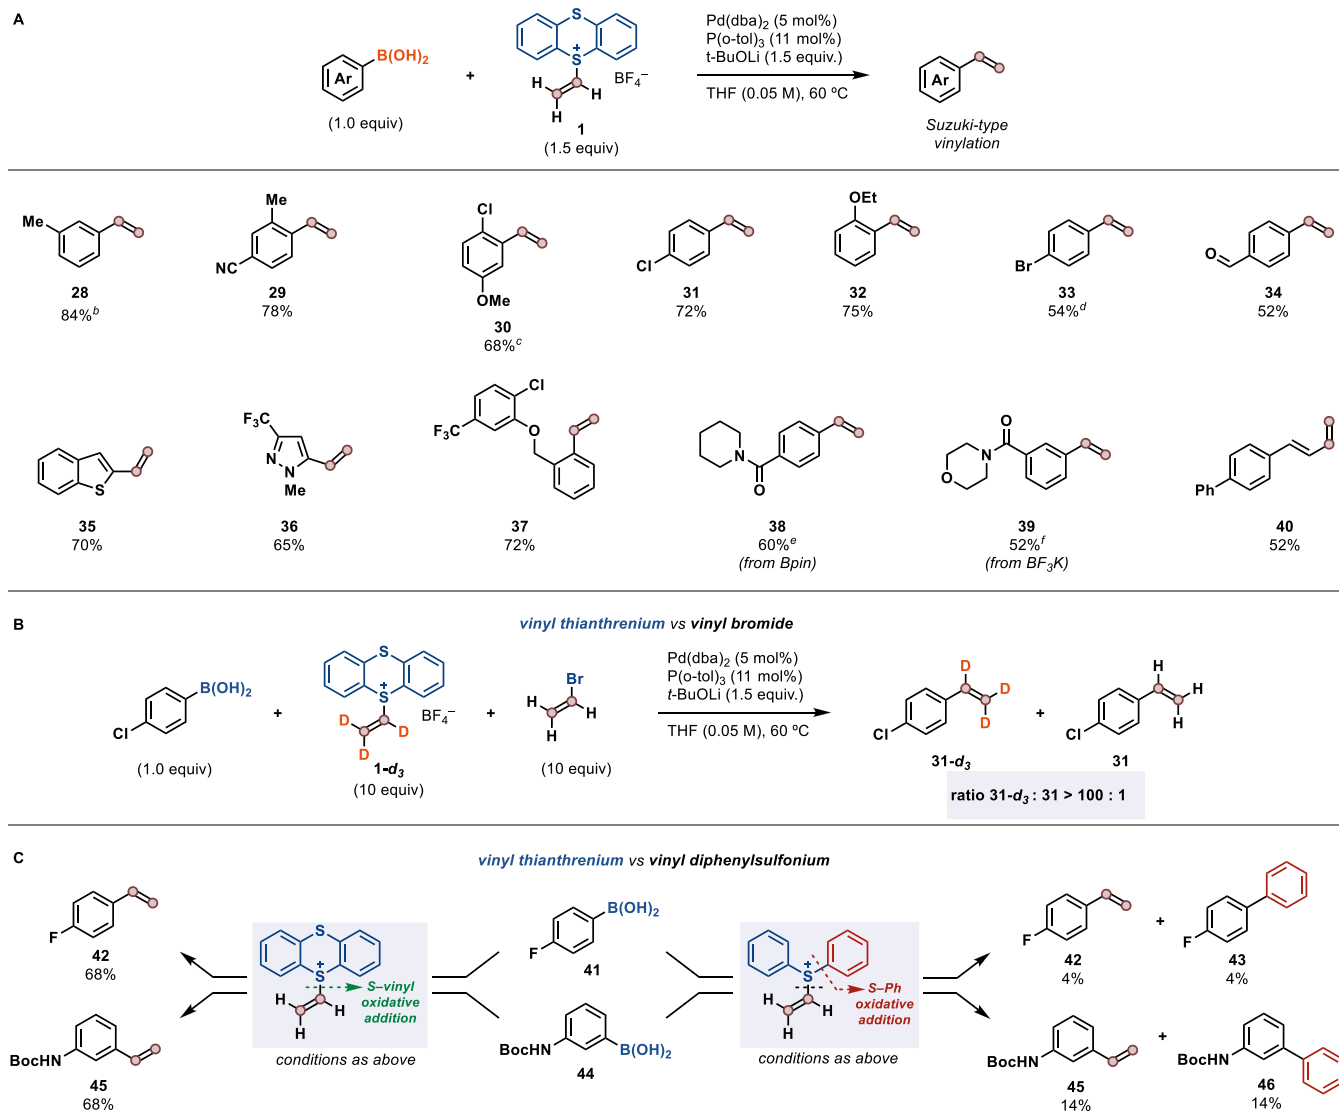 A
B(OH)2
Ar
(1.0 equiv)
+
S
S+
BF4–
H
H
H
1
(1.5 equiv)
Pd(dba)2 (5 mol%)
P(o-tol)3 (11 mol%)
t-BuOLi (1.5 equiv.)
THF (0.05 M), 60 ºC
Ar
Suzuki-type
vinylation
Me
28
84%b
Me
NC
29
78%
Cl
OMe
30
68%c
Cl
31
72%
OEt
32
75%
Br
33
54%d
O
34
52%
S
35
70%
F3C
N
N
Me
36
65%
Cl
F3C
O
37
72%
N
O
38
60%e
(from Bpin)
O
N
O
39
52%f
(from BF3K)
Ph
40
52%
B
vinyl thianthrenium vs vinyl bromide
B(OH)2
Cl
(1.0 equiv)
+
S
S+
BF4–
D
D
D
1-d3
(10 equiv)
+
Br
H
H
H
(10 equiv)
Pd(dba)2 (5 mol%)
P(o-tol)3 (11 mol%)
t-BuOLi (1.5 equiv.)
THF (0.05 M), 60 ºC
D
D
D
Cl
31-d3
+
H
H
H
Cl
31
ratio 31-d3 : 31 > 100 : 1
C
vinyl thianthrenium vs vinyl diphenylsulfonium
F
42
68%
BocHN
45
68%
S
S+
H
H
H
S–vinyl
oxidative
addition
conditions as above
B(OH)2
F
41
BocHN
B(OH)2
44
S+
H
H
H
S–Ph
oxidative
addition
conditions as above
F
42
4%
+
F
43
4%
BocHN
45
14%
+
BocHN
46
14%